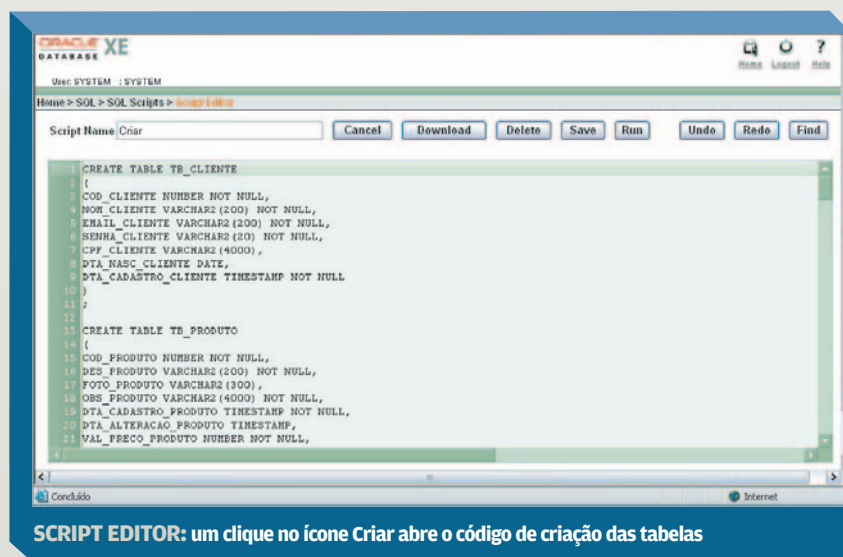 ORACLE XE
DATABASE
User: SYSTEM : SYSTEM
Home Logout Help
Home > SQL > SQL Scripts > Script Editor
Script Name Criar Cancel Download Delete Save Run Undo Redo Find
1 CREATE TABLE TB_CLIENTE
2 (
3 COD_CLIENTE NUMBER NOT NULL,
4 NOM_CLIENTE VARCHAR2(200) NOT NULL,
5 EMAIL_CLIENTE VARCHAR2(200) NOT NULL,
6 SENHA_CLIENTE VARCHAR2(20) NOT NULL,
7 CPF_CLIENTE VARCHAR2(4000),
8 DTA_NASC_CLIENTE DATE,
9 DTA_CADASTRO_CLIENTE TIMESTAMP NOT NULL
10 )
11 ;
12
13 CREATE TABLE TB_PRODUTO
14 (
15 COD_PRODUTO NUMBER NOT NULL,
16 DES_PRODUTO VARCHAR2(200) NOT NULL,
17 FOTO_PRODUTO VARCHAR2(300),
18 OBS_PRODUTO VARCHAR2(4000) NOT NULL,
19 DTA_CADASTRO_PRODUTO TIMESTAMP NOT NULL,
20 DTA_ALTERACAO_PRODUTO TIMESTAMP,
21 VAL_PRECO_PRODUTO NUMBER NOT NULL,
Concluído Internet
SCRIPT EDITOR: um clique no ícone Criar abre o código de criação das tabelas